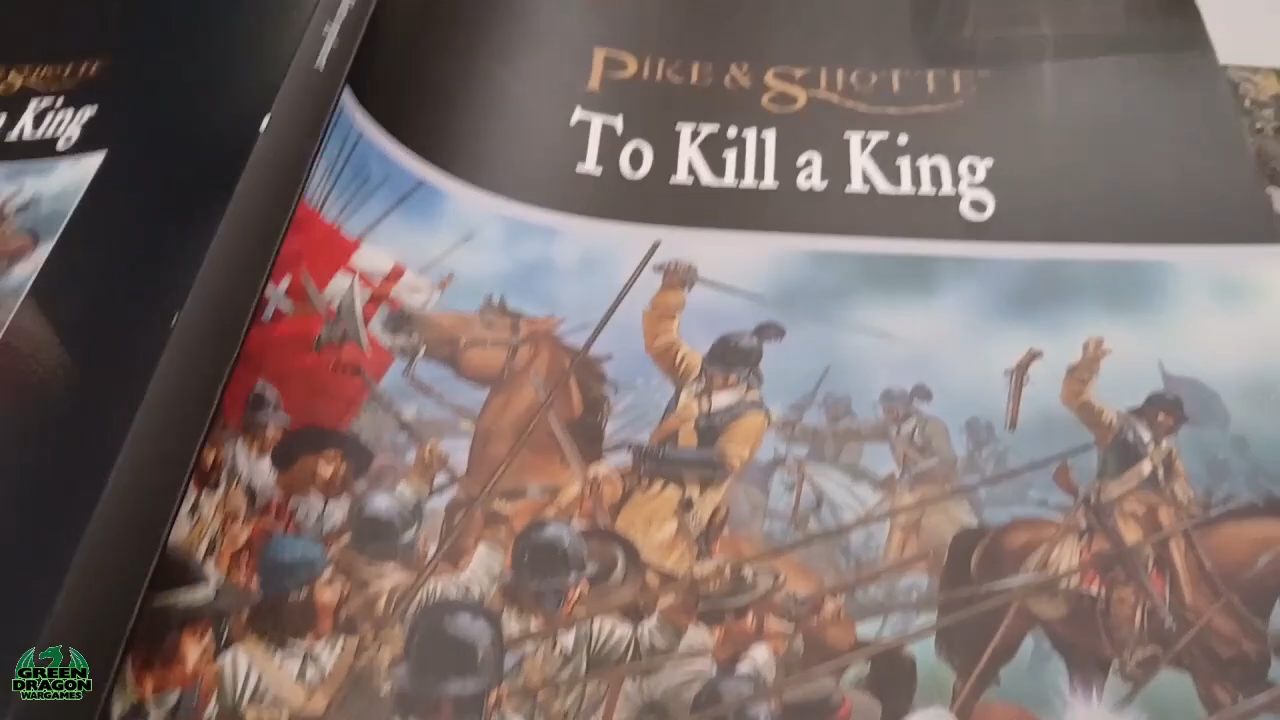 PIKE & SHOTTE
To Kill a King
King
GREEN
DRAGON
WARGAMES